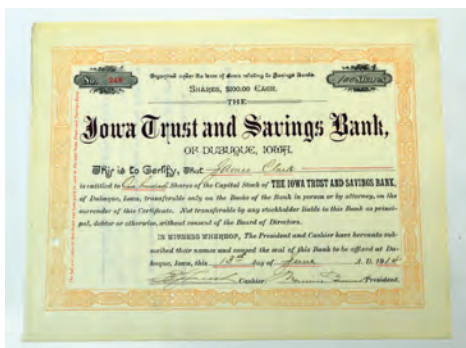 No. 248
Organized under the laws of Iowa relating to Savings Banks.
SHARES, $100.00 EACH.
THE
Iowa Trust and Savings Bank,
OF DUBUQUE, IOWA.
This is to Certify, That James Clark
is entitled to One hundred Shares of the Capital Stock of THE IOWA TRUST AND SAVINGS BANK,
of Dubuque, Iowa, transferable only on the Books of the Bank in person or by attorney, on the
surrender of this Certificate. Not transferable by any stockholder liable to this Bank as princi-
pal, debtor or otherwise, without consent of the Board of Directors.
IN WITNESS WHEREOF, The President and Cashier have hereunto sub-
scribed their names and caused the seal of this Bank to be affixed at Du-
buque, Iowa, this 13th day of June A. D. 1914
Cashier. President.